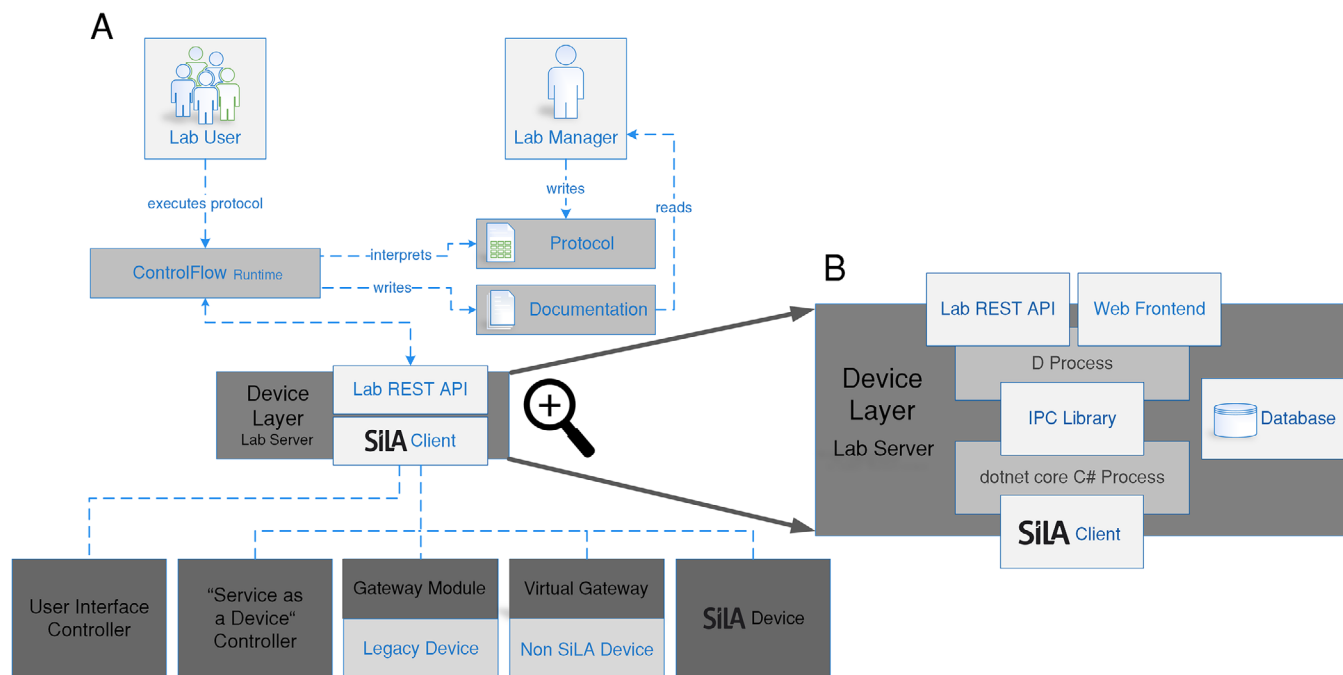 A
Lab User
Lab Manager
executes protocol
writes
reads
ControlFlow Runtime
interprets
Protocol
writes
Documentation
Device
Layer
Lab Server
Lab REST API
SiLA Client
User Interface
Controller
“Service as
a Device“
Controller
Gateway Module
Legacy Device
Virtual Gateway
Non SiLA Device
SiLA Device
B
Lab REST API
Web Frontend
D Process
Device
Layer
Lab Server
IPC Library
Database
dotnet core C# Process
SiLA Client